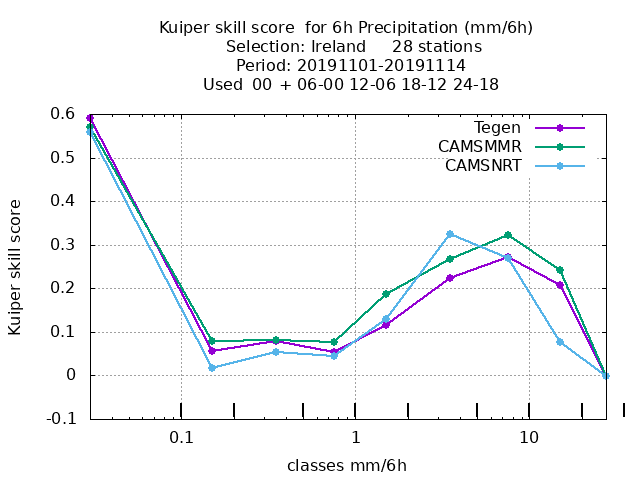 Kuiper skill score  for 6h Precipitation (mm/6h)
Selection: Ireland     28 stations
Period: 20191101-20191114
Used  00  + 06-00 12-06 18-12 24-18
Tegen
CAMSMMR
CAMSNRT
Kuiper skill score
0.6
0.5
0.4
0.3
0.2
0.1
0
-0.1
0.1
1
10
classes mm/6h